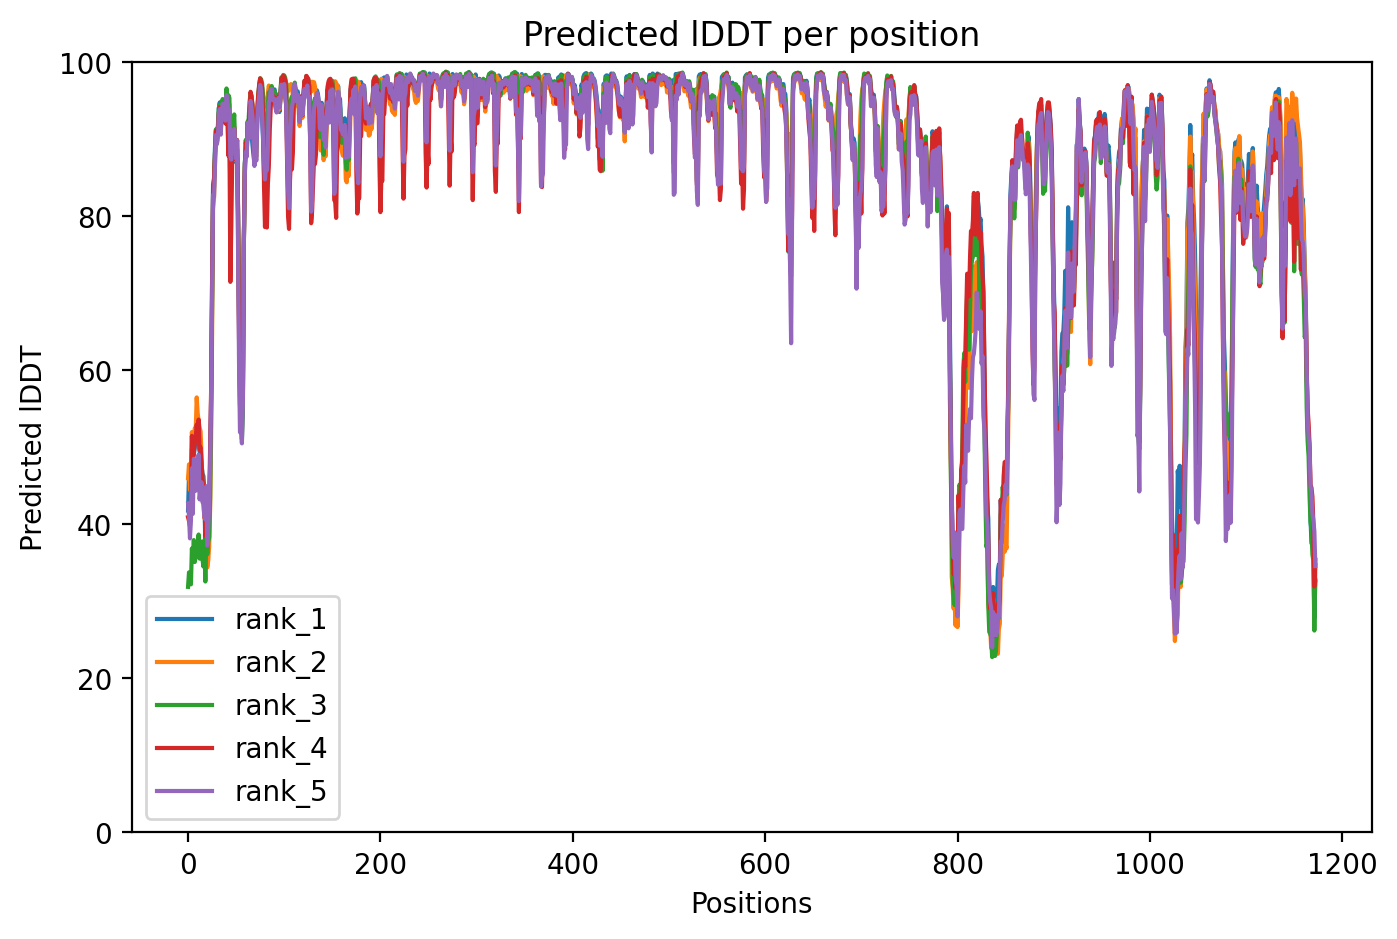 Predicted lDDT per position
100
80
60
40
20
0
Predicted lDDT
rank_1
rank_2
rank_3
rank_4
rank_5
0 200 400 600 800 1000 1200
Positions